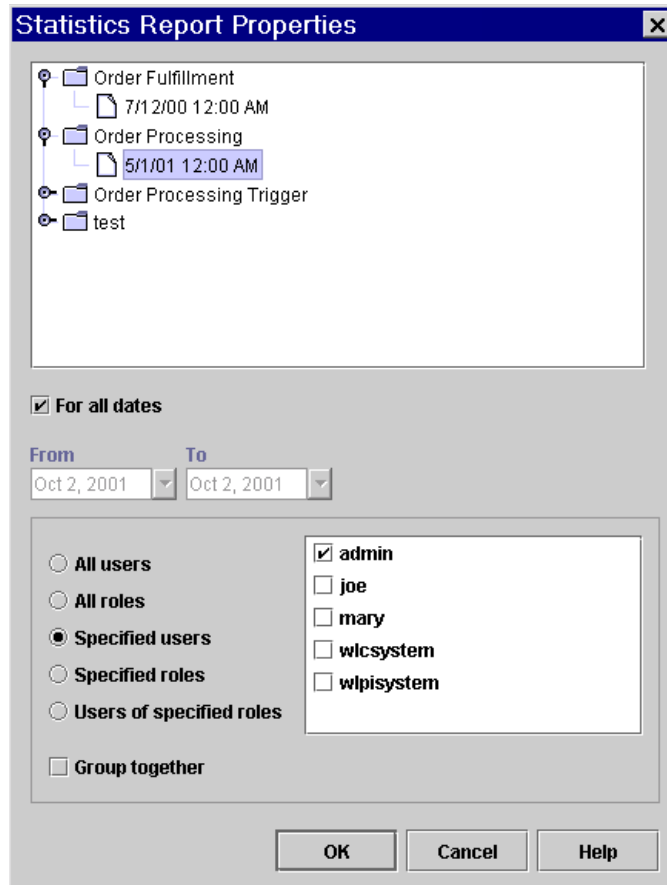 Statistics Report Properties
Order Fulfillment
7/12/00 12:00 AM
Order Processing
5/1/01 12:00 AM
Order Processing Trigger
test
For all dates
From To
Oct 2, 2001 Oct 2, 2001
All users
All roles
Specified users
Specified roles
Users of specified roles
Group together
admin
joe
mary
wlcsystem
wlpisystem
OK Cancel Help